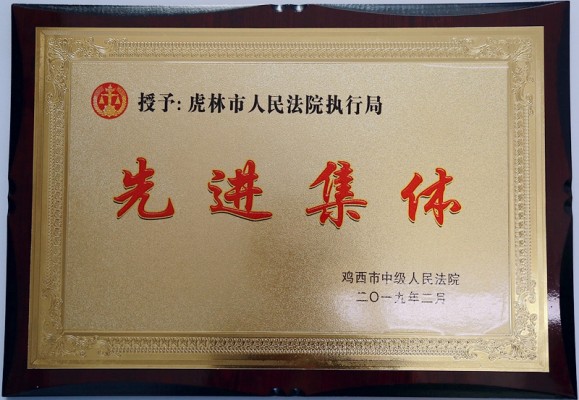 授予：虎林市人民法院执行局
先进集体
鸡西市中级人民法院
二〇一九年二月